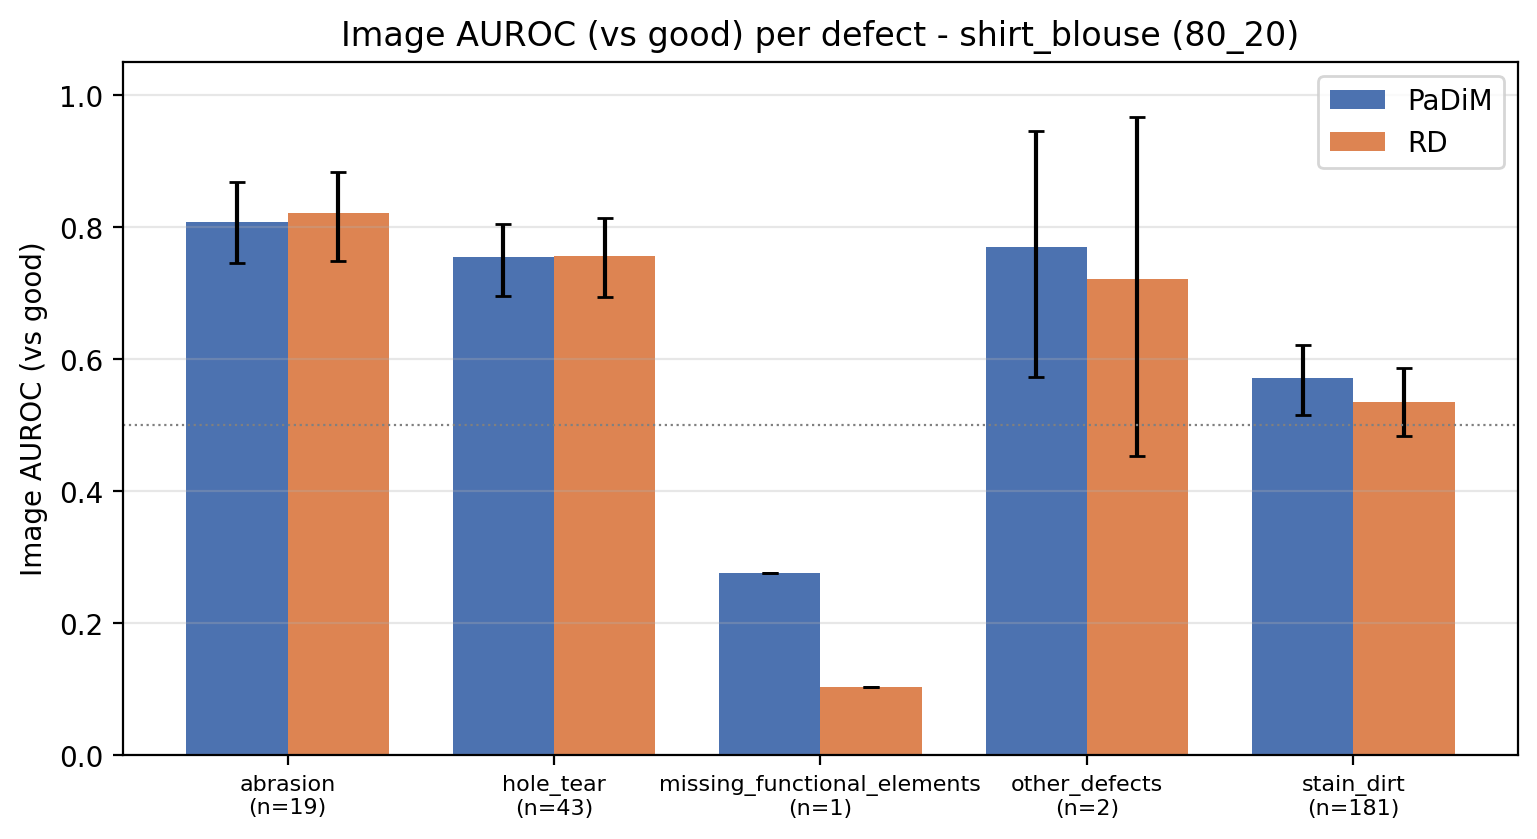 Image AUROC (vs good) per defect - shirt_blouse (80_20)
PaDiM
RD
Image AUROC (vs good)
1.0
0.8
0.6
0.4
0.2
0.0
abrasion
(n=19)
hole_tear
(n=43)
missing_functional_elements
(n=1)
other_defects
(n=2)
stain_dirt
(n=181)